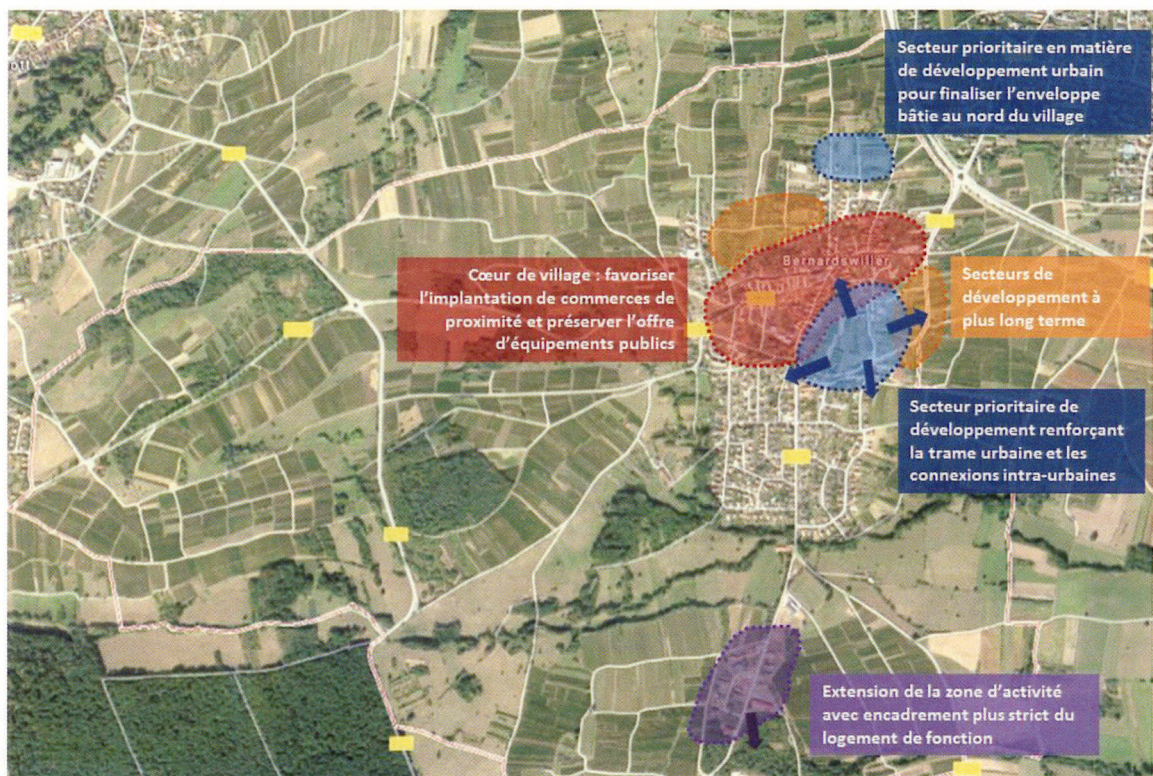 Secteur prioritaire en matière
de développement urbain
pour finaliser l’enveloppe
bâtie au nord du village
Bernardswiller
Cœur de village : favoriser
l’implantation de commerces de
proximité et préserver l’offre
d’équipements publics
Secteurs de
développement à
plus long terme
Secteur prioritaire de
développement renforçant
la trame urbaine et les
connexions intra-urbaines
Extension de la zone d’activité
avec encadrement plus strict du
logement de fonction